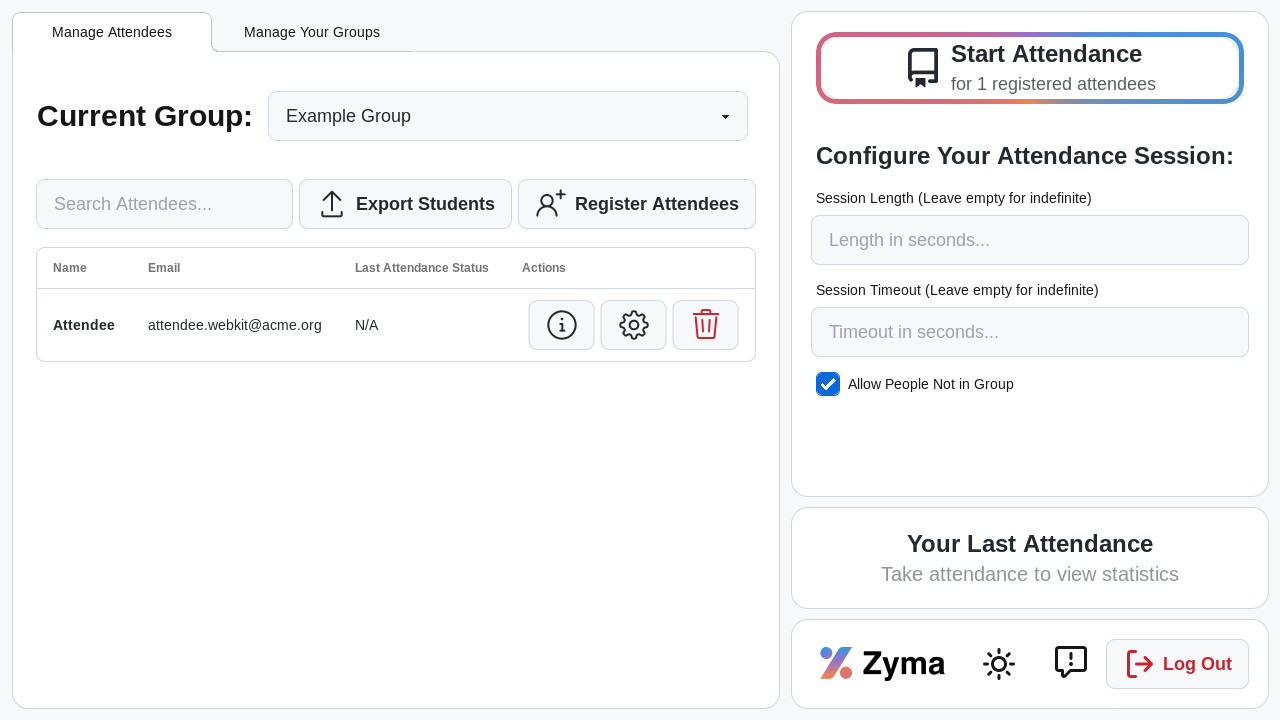 Manage Attendees
Manage Your Groups
Current Group:
Example Group
Search Attendees...
Export Students
Register Attendees
Name
Email
Last Attendance Status
Actions
Attendee
attendee.webkit@acme.org
N/A
Start Attendance
for 1 registered attendees
Configure Your Attendance Session:
Session Length (Leave empty for indefinite)
Length in seconds...
Session Timeout (Leave empty for indefinite)
Timeout in seconds...
Allow People Not in Group
Your Last Attendance
Take attendance to view statistics
Zyma
Log Out